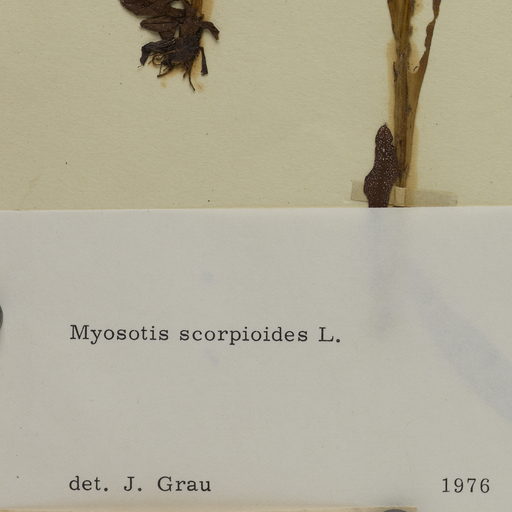 Myosotis scorpioides L.
det. J. Grau 1976